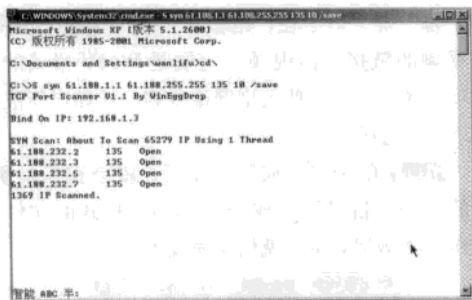 C:\WINDOWS\System32\cmd.exe - S syn 61.188.1.1 61.188.255.255 135 10 /save
Microsoft Windows XP [版本 5.1.2600]
(C) 版权所有 1985-2001 Microsoft Corp.
C:\Documents and Settings\wanlifu>cd\
C:\>S syn 61.188.1.1 61.188.255.255 135 10 /save
TCP Port Scanner V1.1 By WinEggDrop
Bind On IP: 192.168.1.3
SYN Scan: About To Scan 65279 IP Using 1 Thread
61.188.232.2 135 Open
61.188.232.3 135 Open
61.188.232.5 135 Open
61.188.232.7 135 Open
1369 IP Scanned.
智能 ABC 半: